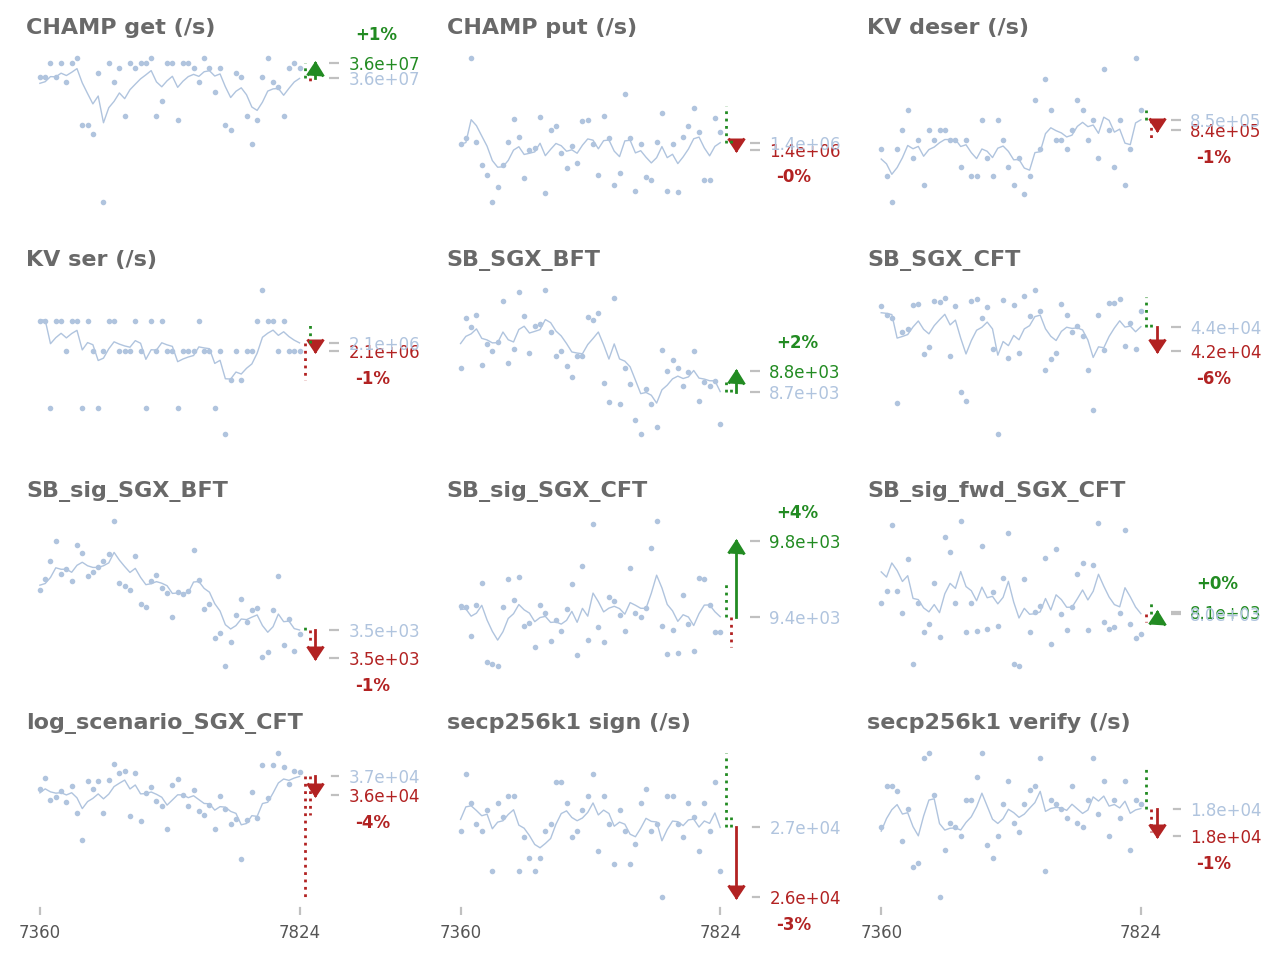 CHAMP get (/s)
+1%
3.6e+07
3.6e+07
CHAMP put (/s)
1.4e+06
1.4e+06
-0%
KV deser (/s)
8.5e+05
8.4e+05
-1%
KV ser (/s)
2.1e+06
2.1e+06
-1%
SB_SGX_BFT
+2%
8.8e+03
8.7e+03
SB_SGX_CFT
4.4e+04
4.2e+04
-6%
SB_sig_SGX_BFT
3.5e+03
3.5e+03
-1%
SB_sig_SGX_CFT
+4%
9.8e+03
9.4e+03
SB_sig_fwd_SGX_CFT
+0%
8.1e+03
log_scenario_SGX_CFT
3.7e+04
3.6e+04
-4%
7360
7824
secp256k1 sign (/s)
2.7e+04
2.6e+04
-3%
7360
7824
secp256k1 verify (/s)
1.8e+04
1.8e+04
-1%
7360
7824